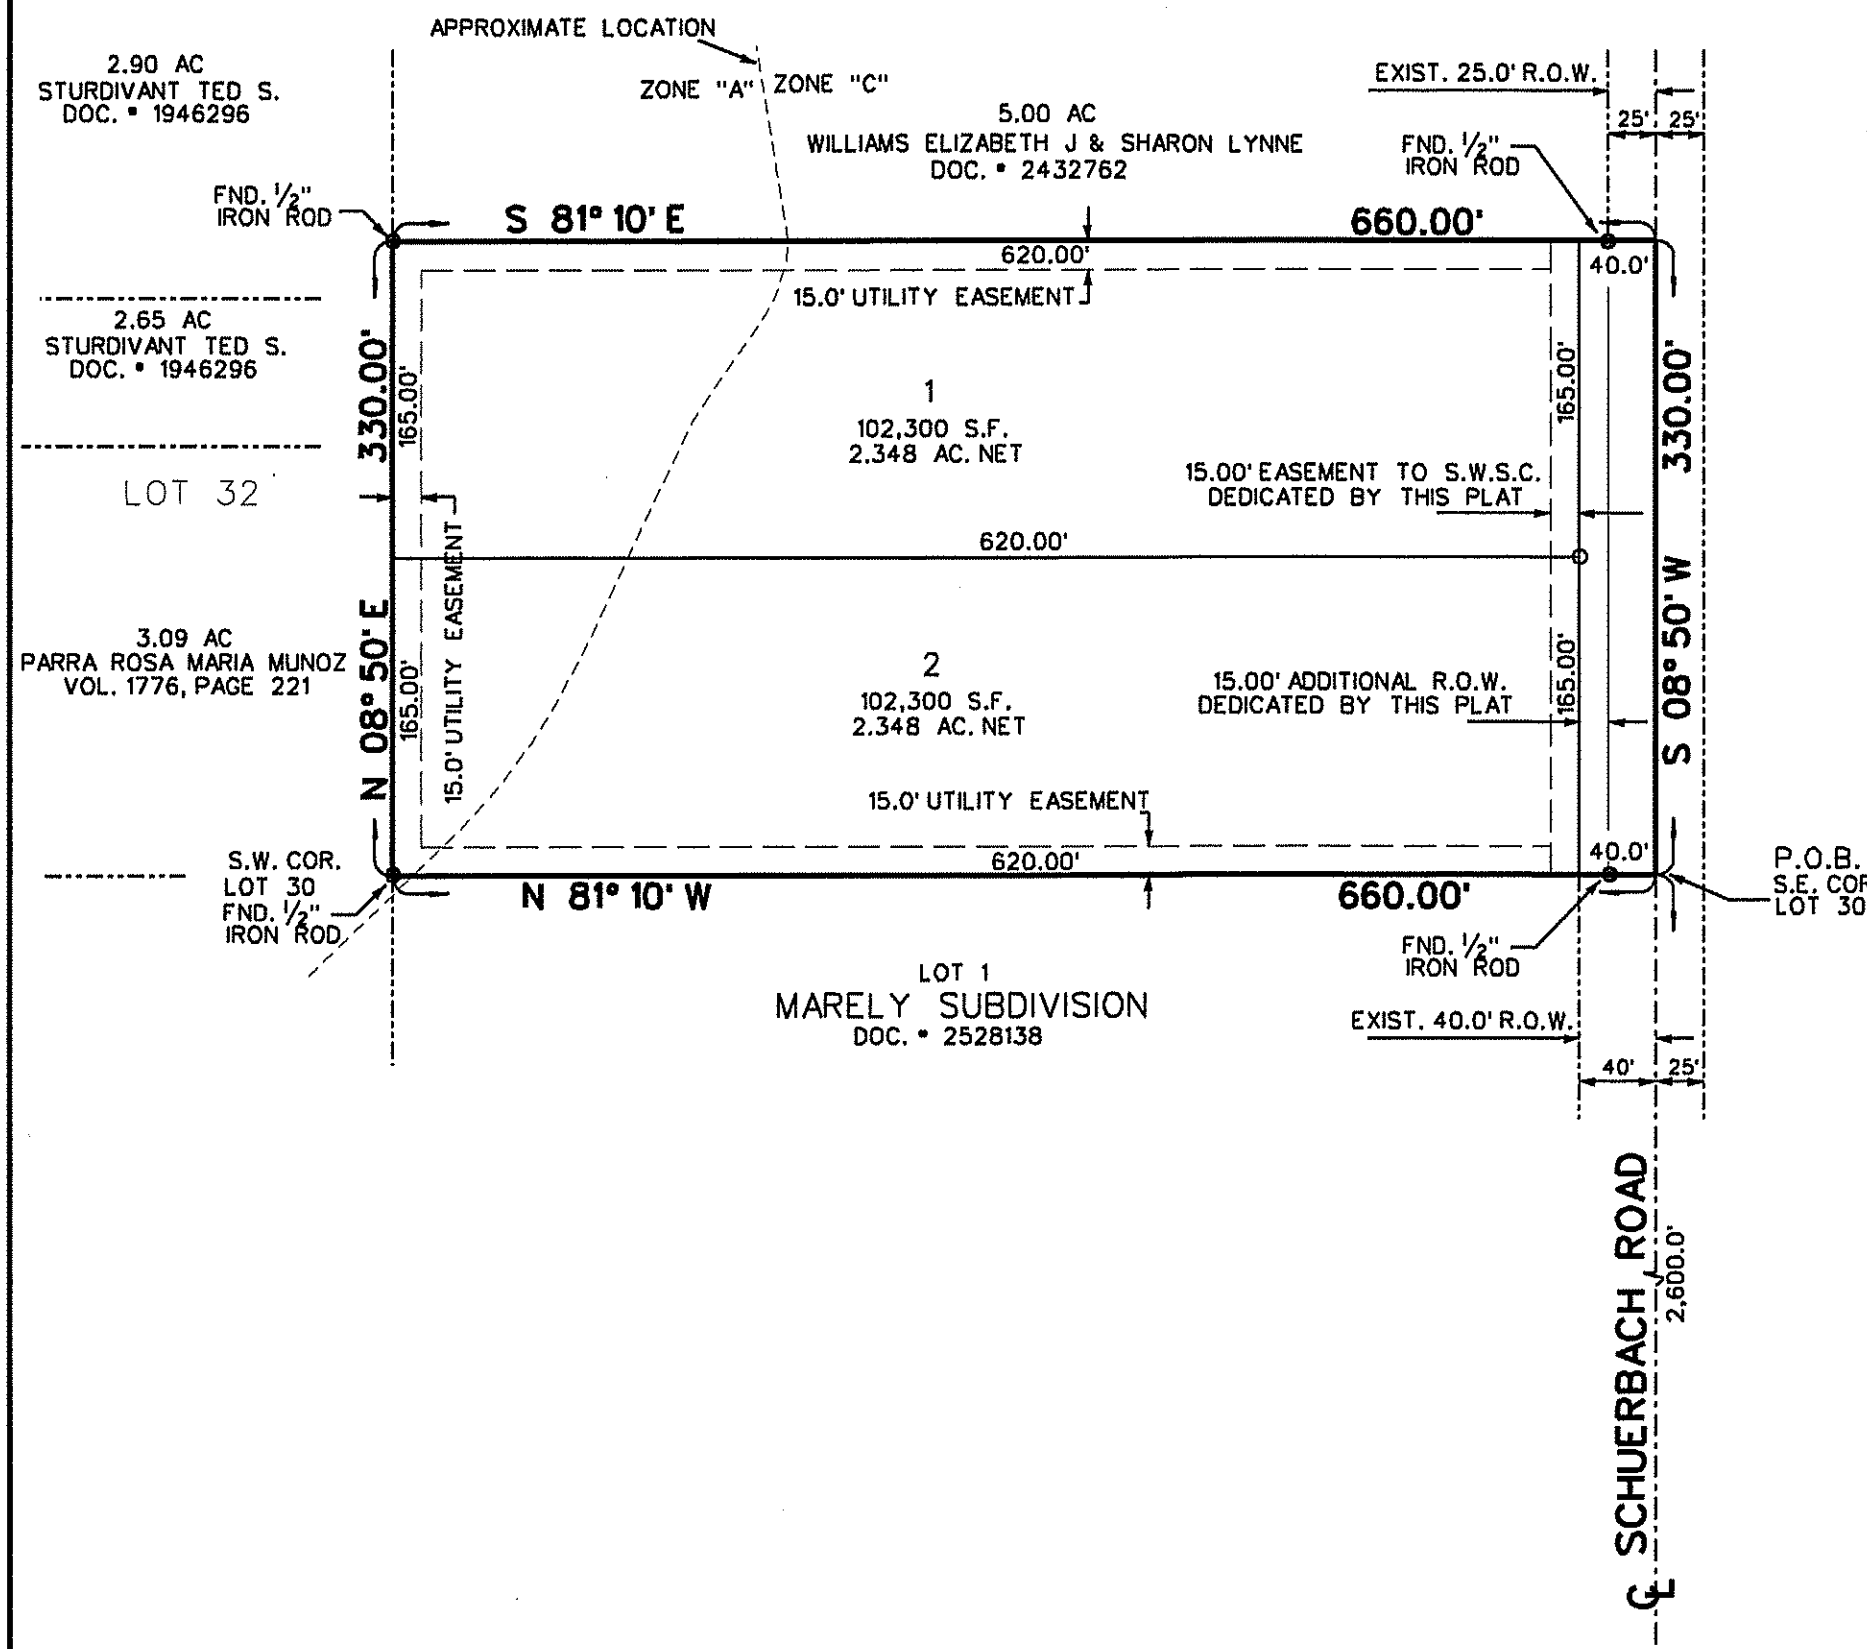 APPROXIMATE LOCATION
2.90 AC
STURDIVANT TED S.
DOC. * 1946296
ZONE "A" ZONE "C"
5.00 AC
WILLIAMS ELIZABETH J & SHARON LYNNE
DOC. * 2432762
EXIST. 25.0' R.O.W.
25' 25'
FND. 1/2"
IRON ROD
FND. 1/2"
IRON ROD
S 81° 10' E
660.00'
620.00'
40.0'
15.0' UTILITY EASEMENT
2.65 AC
STURDIVANT TED S.
DOC. * 1946296
330.00'
165.00'
1
102,300 S.F.
2.348 AC. NET
165.00'
330.00'
LOT 32
15.00' EASEMENT TO S.W.S.C.
DEDICATED BY THIS PLAT
620.00'
15.0' UTILITY EASEMENT
N 08° 50' E
S 08° 50' W
3.09 AC
PARRA ROSA MARIA MUNOZ
VOL. 1776, PAGE 221
165.00'
2
102,300 S.F.
2.348 AC. NET
15.00' ADDITIONAL R.O.W.
DEDICATED BY THIS PLAT
165.00'
15.0' UTILITY EASEMENT
620.00'
40.0'
S.W. COR.
LOT 30
FND. 1/2"
IRON ROD
N 81° 10' W
660.00'
P.O.B.
S.E. COR
LOT 30
FND. 1/2"
IRON ROD
LOT 1
MARELY SUBDIVISION
DOC. * 2528138
EXIST. 40.0' R.O.W.
40' 25'
SCHUERBACH ROAD
2,600.0'
CL